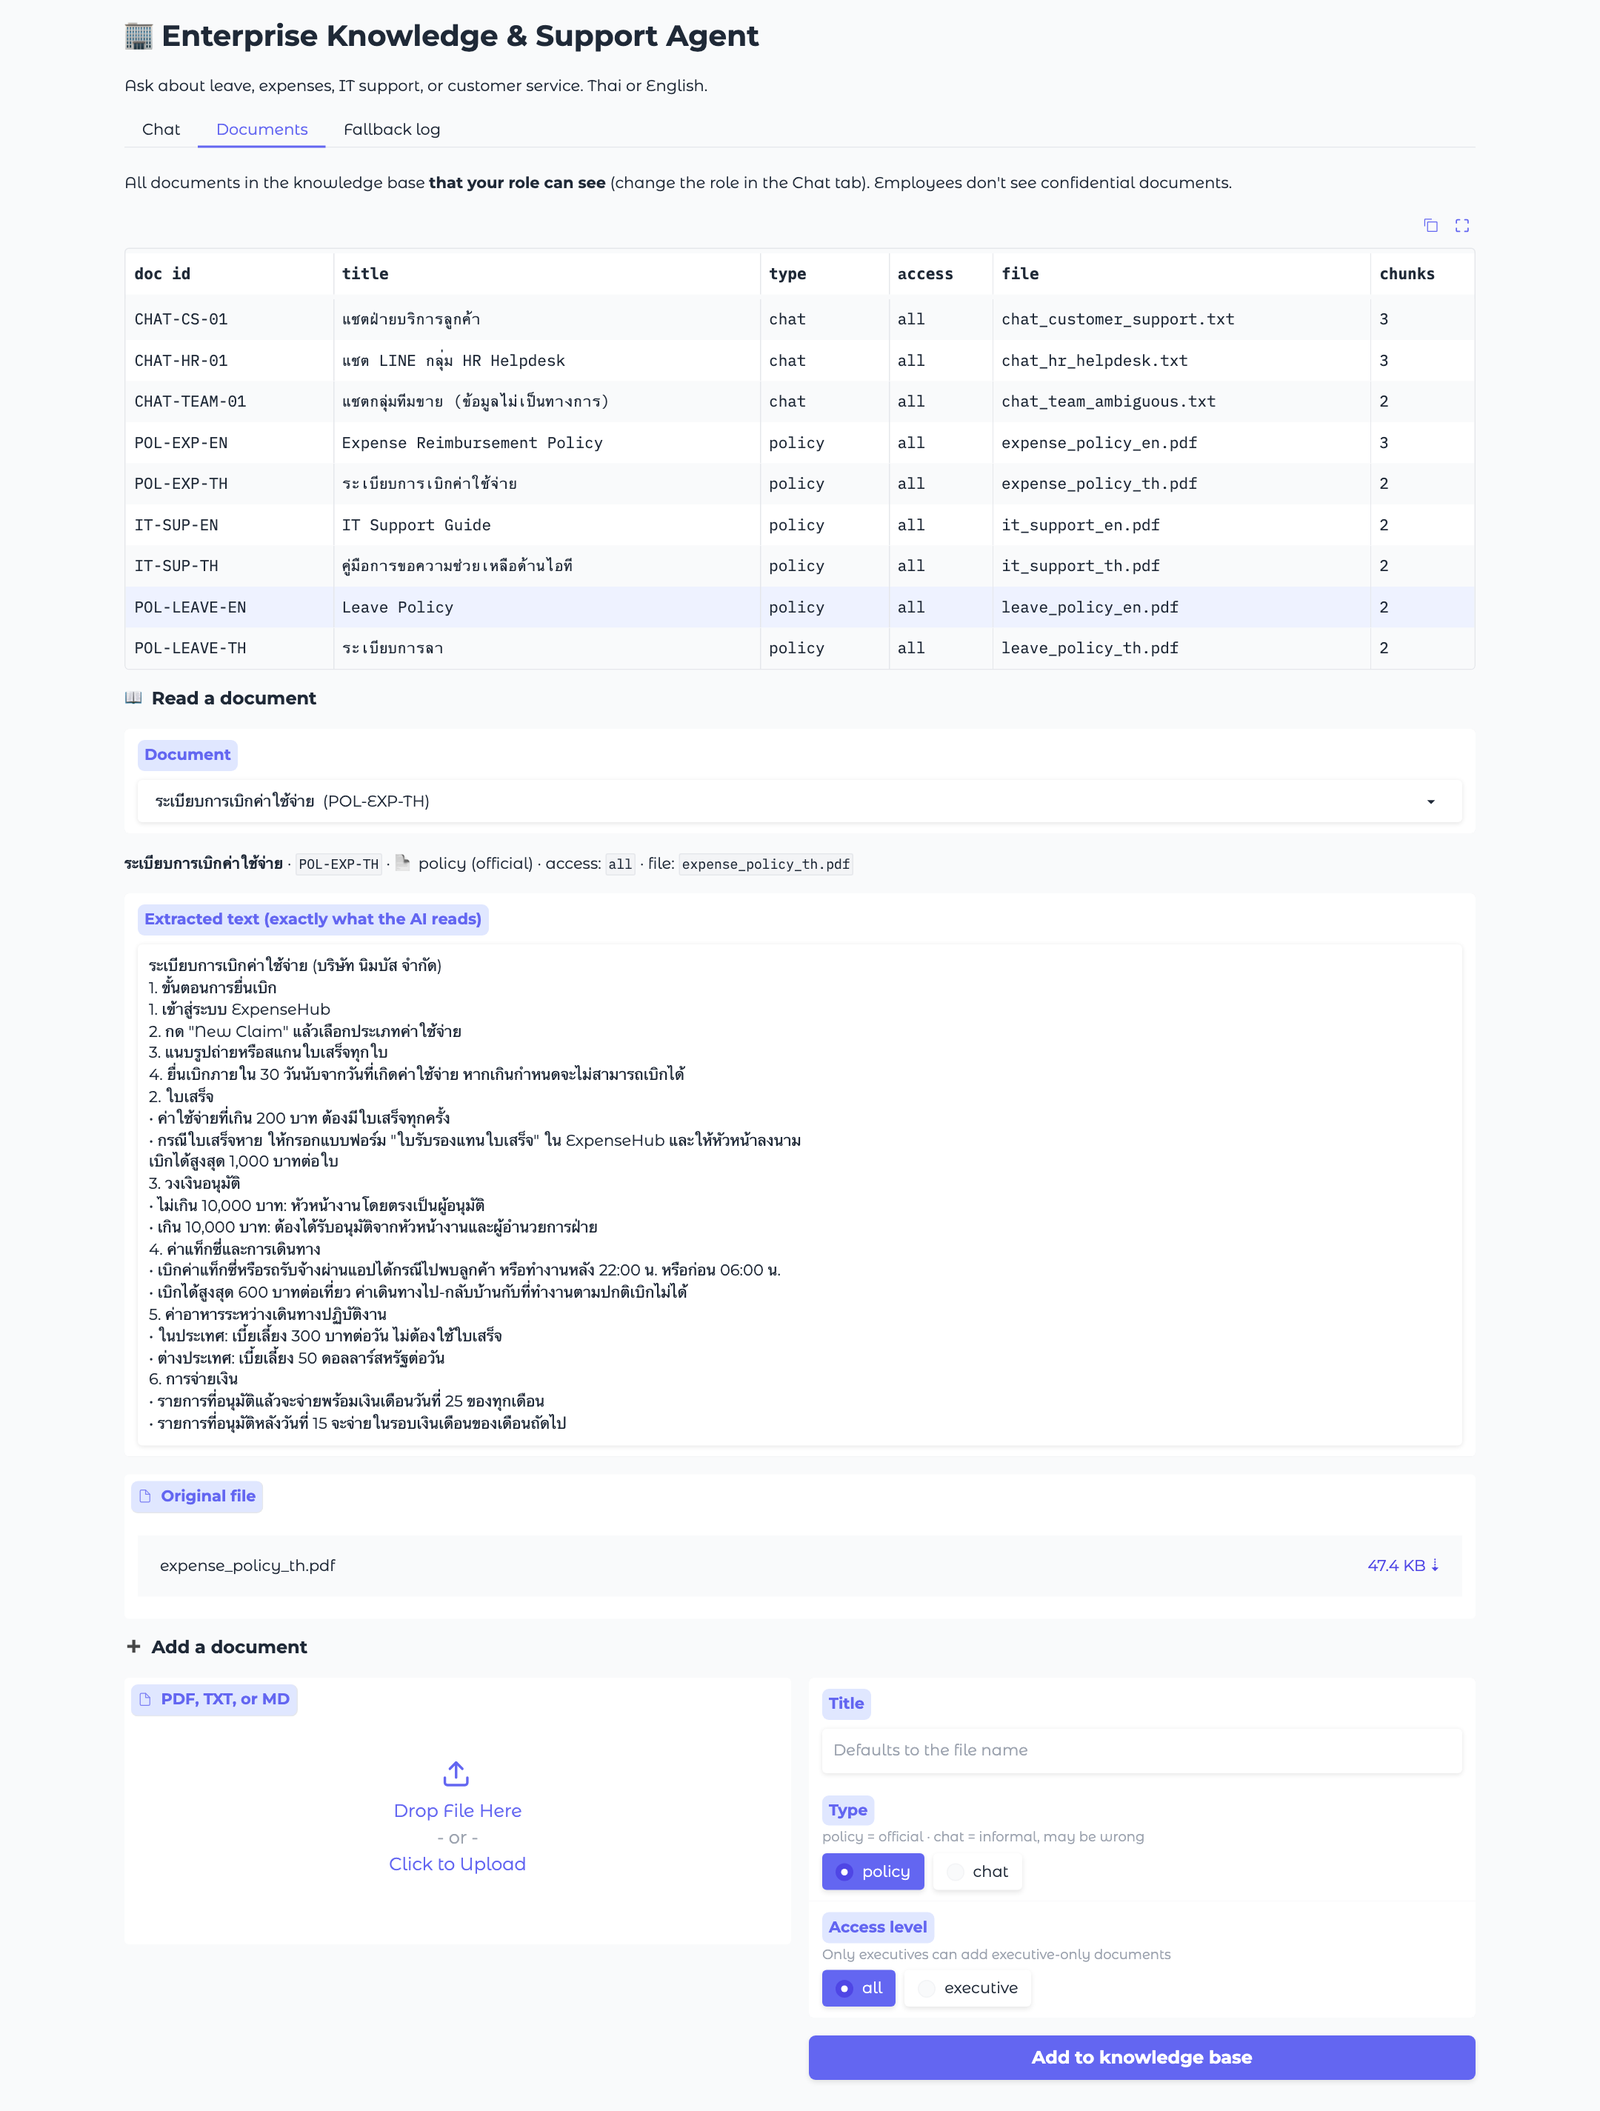 🏢 Enterprise Knowledge & Support Agent
Ask about leave, expenses, IT support, or customer service. Thai or English.
Chat Documents Fallback log
All documents in the knowledge base that your role can see (change the role in the Chat tab). Employees don't see confidential documents.
doc id title type access file chunks
CHAT-CS-01 แชตฝ่ายบริการลูกค้า chat all chat_customer_support.txt 3
CHAT-HR-01 แชต LINE กลุ่ม HR Helpdesk chat all chat_hr_helpdesk.txt 3
CHAT-TEAM-01 แชตกลุ่มทีมขาย (ข้อมูลไม่เป็นทางการ) chat all chat_team_ambiguous.txt 2
POL-EXP-EN Expense Reimbursement Policy policy all expense_policy_en.pdf 3
POL-EXP-TH ระเบียบการเบิกค่าใช้จ่าย policy all expense_policy_th.pdf 2
IT-SUP-EN IT Support Guide policy all it_support_en.pdf 2
IT-SUP-TH คู่มือการขอความช่วยเหลือด้านไอที policy all it_support_th.pdf 2
POL-LEAVE-EN Leave Policy policy all leave_policy_en.pdf 2
POL-LEAVE-TH ระเบียบการลา policy all leave_policy_th.pdf 2
📖 Read a document
Document
ระเบียบการเบิกค่าใช้จ่าย (POL-EXP-TH)
ระเบียบการเบิกค่าใช้จ่าย · POL-EXP-TH · 📄 policy (official) · access: all · file: expense_policy_th.pdf
Extracted text (exactly what the AI reads)
ระเบียบการเบิกค่าใช้จ่าย (บริษัท นิมบัส จำกัด)
1. ขั้นตอนการยื่นเบิก
1. เข้าสู่ระบบ ExpenseHub
2. กด "New Claim" แล้วเลือกประเภทค่าใช้จ่าย
3. แนบรูปถ่ายหรือสแกนใบเสร็จทุกใบ
4. ยื่นเบิกภายใน 30 วันนับจากวันที่เกิดค่าใช้จ่าย หากเกินกำหนดจะไม่สามารถเบิกได้
2. ใบเสร็จ
• ค่าใช้จ่ายที่เกิน 200 บาท ต้องมีใบเสร็จทุกครั้ง
• กรณีใบเสร็จหาย ให้กรอกแบบฟอร์ม "ใบรับรองแทนใบเสร็จ" ใน ExpenseHub และให้หัวหน้าลงนาม
เบิกได้สูงสุด 1,000 บาทต่อใบ
3. วงเงินอนุมัติ
• ไม่เกิน 10,000 บาท: หัวหน้างานโดยตรงเป็นผู้อนุมัติ
• เกิน 10,000 บาท: ต้องได้รับอนุมัติจากหัวหน้างานและผู้อำนวยการฝ่าย
4. ค่าแท็กซี่และการเดินทาง
• เบิกค่าแท็กซี่หรือรถรับจ้างผ่านแอปได้กรณีไปพบลูกค้า หรือทำงานหลัง 22:00 น. หรือก่อน 06:00 น.
• เบิกได้สูงสุด 600 บาทต่อเที่ยว ค่าเดินทางไป-กลับบ้านกับที่ทำงานตามปกติเบิกไม่ได้
5. ค่าอาหารระหว่างเดินทางปฏิบัติงาน
• ในประเทศ: เบี้ยเลี้ยง 300 บาทต่อวัน ไม่ต้องใช้ใบเสร็จ
• ต่างประเทศ: เบี้ยเลี้ยง 50 ดอลลาร์สหรัฐต่อวัน
6. การจ่ายเงิน
• รายการที่อนุมัติแล้วจะจ่ายพร้อมเงินเดือนวันที่ 25 ของทุกเดือน
• รายการที่อนุมัติหลังวันที่ 15 จะจ่ายในรอบเงินเดือนของเดือนถัดไป
Original file
expense_policy_th.pdf 47.4 KB ⇣
➕ Add a document
PDF, TXT, or MD
Drop File Here
- or -
Click to Upload
Title
Defaults to the file name
Type
policy = official · chat = informal, may be wrong
policy chat
Access level
Only executives can add executive-only documents
all executive
Add to knowledge base